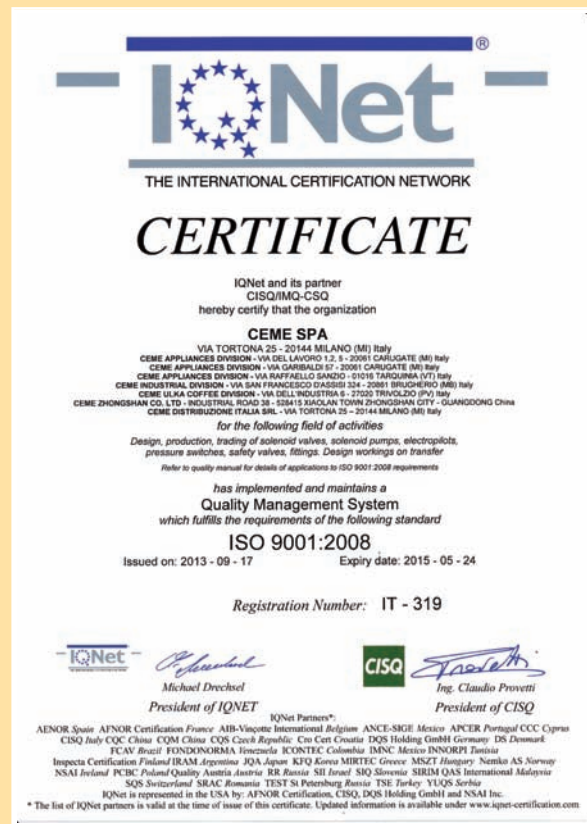 IQNet ®
THE INTERNATIONAL CERTIFICATION NETWORK
CERTIFICATE
IQNet and its partner
CISQ/IMQ-CSQ
hereby certify that the organization
CEME SPA
VIA TORTONA 25 - 20144 MILANO (MI) Italy
CEME APPLIANCES DIVISION - VIA DEL LAVORO 1,2, 5 - 20061 CARUGATE (MI) Italy
CEME APPLIANCES DIVISION - VIA GARIBALDI 57 - 20061 CARUGATE (MI) Italy
CEME APPLIANCES DIVISION - VIA RAFFAELLO SANZIO - 01016 TARQUINIA (VT) Italy
CEME INDUSTRIAL DIVISION - VIA SAN FRANCESCO D'ASSISI 324 - 20861 BRUGHERIO (MB) Italy
CEME ULKA COFFEE DIVISION - VIA DELL'INDUSTRIA 6 - 27020 TRIVOLZIO (PV) Italy
CEME ZHONGSHAN CO. LTD - INDUSTRIAL ROAD 38 - 528415 XIAOLAN TOWN ZHONGSHAN CITY - GUANGDONG China
CEME DISTRIBUZIONE ITALIA SRL - VIA TORTONA 25 – 20144 MILANO (MI) Italy
for the following field of activities
Design, production, trading of solenoid valves, solenoid pumps, electropilots,
pressure switches, safety valves, fittings. Design workings on transfer
Refer to quality manual for details of applications to ISO 9001:2008 requirements
has implemented and maintains a
Quality Management System
which fulfills the requirements of the following standard
ISO 9001:2008
Issued on: 2013 - 09 - 17 Expiry date: 2015 - 05 - 24
Registration Number: IT - 319
IQNet
CISQ
Michael Drechsel Ing. Claudio Provetti
President of IQNET President of CISQ
IQNet Partners*:
AENOR Spain AFNOR Certification France AIB-Vinçotte International Belgium ANCE-SIGE Mexico APCER Portugal CCC Cyprus
CISQ Italy CQC China CQM China CQS Czech Republic Cro Cert Croatia DQS Holding GmbH Germany DS Denmark
FCAV Brazil FONDONORMA Venezuela ICONTEC Colombia IMNC Mexico INNORPI Tunisia
Inspecta Certification Finland IRAM Argentina JQA Japan KFQ Korea MIRTEC Greece MSZT Hungary Nemko AS Norway
NSAI Ireland PCBC Poland Quality Austria Austria RR Russia SII Israel SIQ Slovenia SIRIM QAS International Malaysia
SQS Switzerland SRAC Romania TEST St Petersburg Russia TSE Turkey YUQS Serbia
IQNet is represented in the USA by: AFNOR Certification, CISQ, DQS Holding GmbH and NSAI Inc.
* The list of IQNet partners is valid at the time of issue of this certificate. Updated information is available under www.iqnet-certification.com